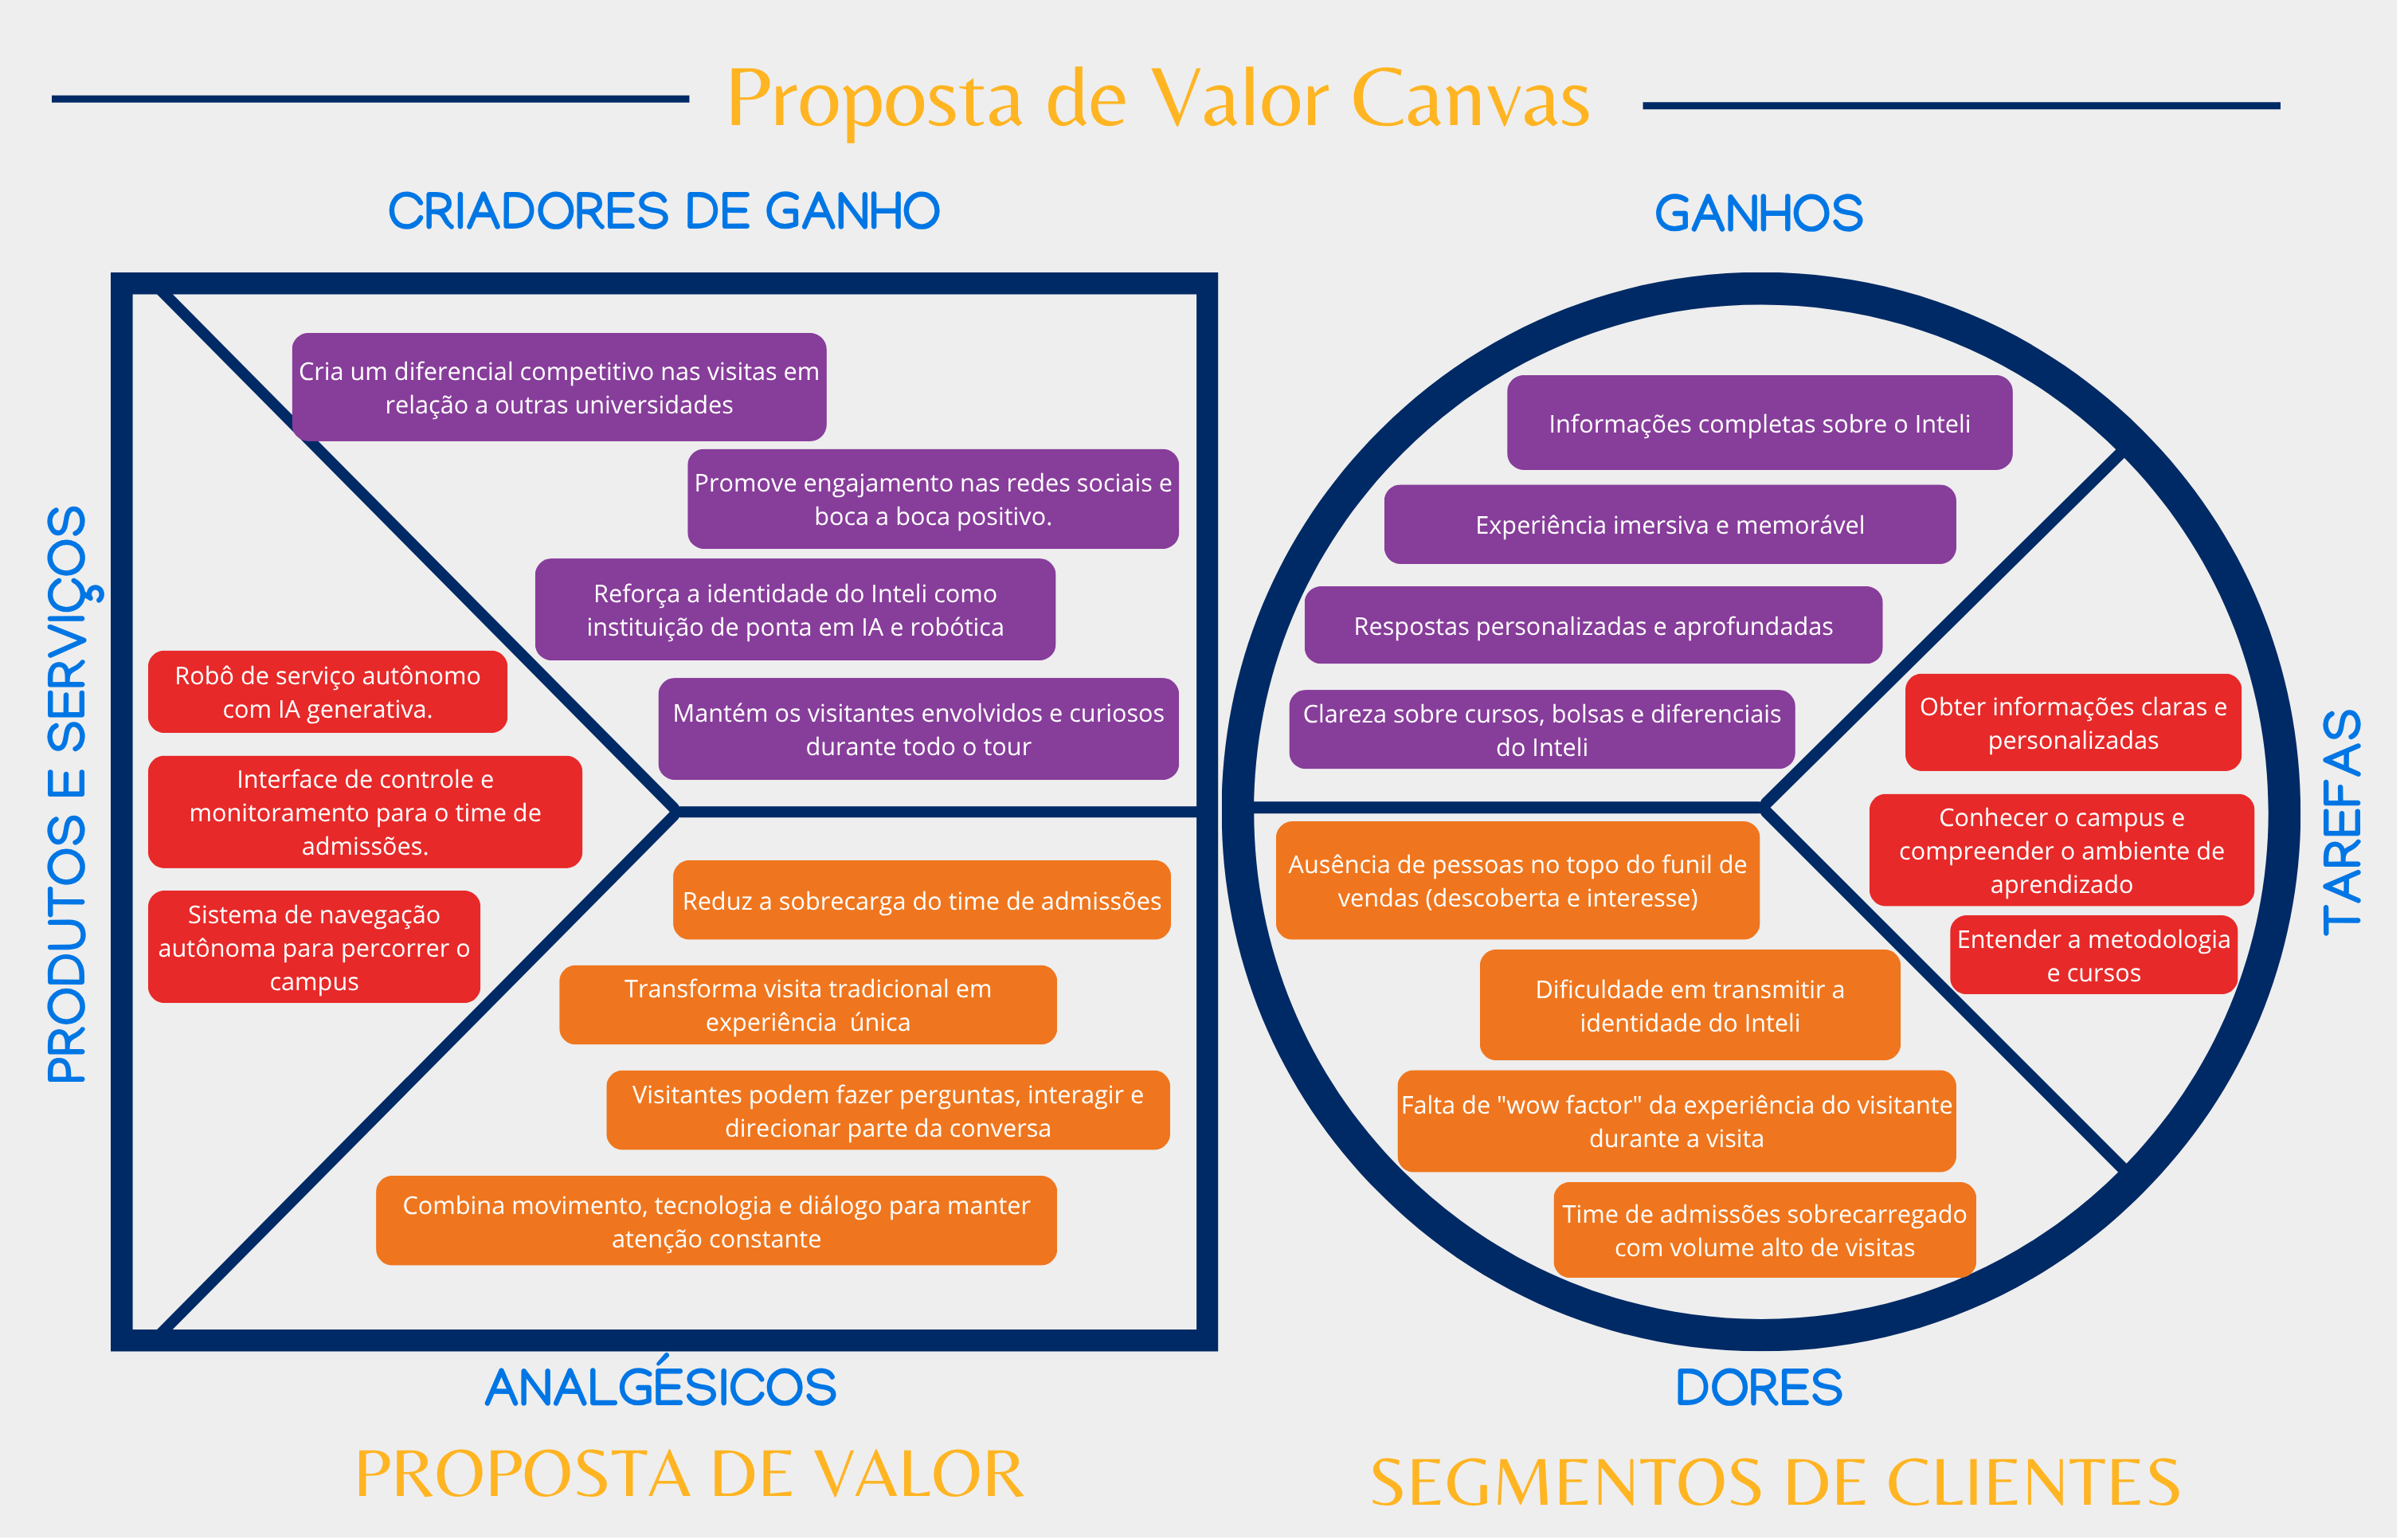 Proposta de Valor Canvas
CRIADORES DE GANHO
Cria um diferencial competitivo nas visitas em
relação a outras universidades
Promove engajamento nas redes sociais e
boca a boca positivo.
Reforça a identidade do Inteli como
instituição de ponta em IA e robótica
Mantém os visitantes envolvidos e curiosos
durante todo o tour
PRODUTOS E SERVIÇOS
Robô de serviço autônomo
com IA generativa.
Interface de controle e
monitoramento para o time de
admissões.
Sistema de navegação
autônoma para percorrer o
campus
Reduz a sobrecarga do time de admissões
Transforma visita tradicional em
experiência  única
Visitantes podem fazer perguntas, interagir e
direcionar parte da conversa
Combina movimento, tecnologia e diálogo para manter
atenção constante
ANALGÉSICOS
PROPOSTA DE VALOR
GANHOS
Informações completas sobre o Inteli
Experiência imersiva e memorável
Respostas personalizadas e aprofundadas
Clareza sobre cursos, bolsas e diferenciais
do Inteli
Obter informações claras e
personalizadas
Conhecer o campus e
compreender o ambiente de
aprendizado
Entender a metodologia
e cursos
TAREFAS
Ausência de pessoas no topo do funil de
vendas (descoberta e interesse)
Dificuldade em transmitir a
identidade do Inteli
Falta de "wow factor" da experiência do visitante
durante a visita
Time de admissões sobrecarregado
com volume alto de visitas
DORES
SEGMENTOS DE CLIENTES